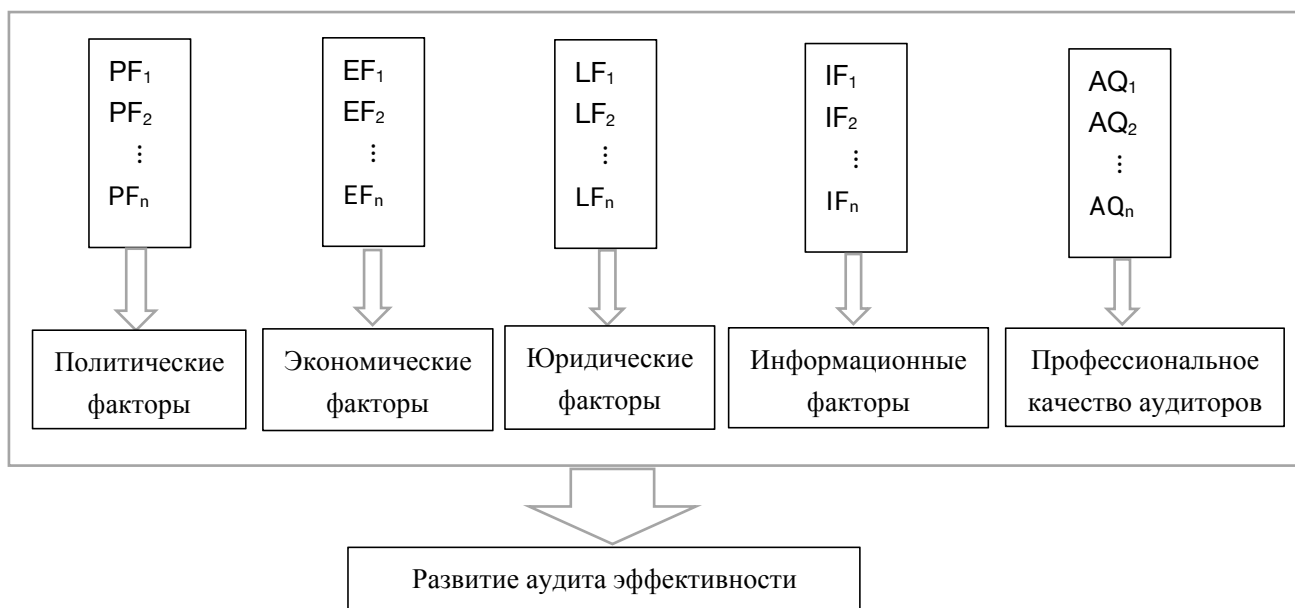 PF₁
PF₂
⋮
PFₙ
EF₁
EF₂
⋮
EFₙ
LF₁
LF₂
⋮
LFₙ
IF₁
IF₂
⋮
IFₙ
AQ₁
AQ₂
⋮
AQₙ
Политические
факторы
Экономические
факторы
Юридические
факторы
Информационные
факторы
Профессиональное
качество аудиторов
Развитие аудита эффективности